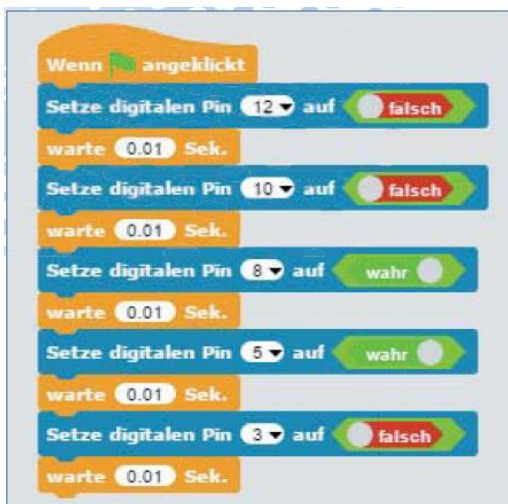 Wenn angeklickt
Setze digitalen Pin 12 auf falsch
warte 0.01 Sek.
Setze digitalen Pin 10 auf falsch
warte 0.01 Sek.
Setze digitalen Pin 8 auf wahr
warte 0.01 Sek.
Setze digitalen Pin 5 auf wahr
warte 0.01 Sek.
Setze digitalen Pin 3 auf falsch
warte 0.01 Sek.